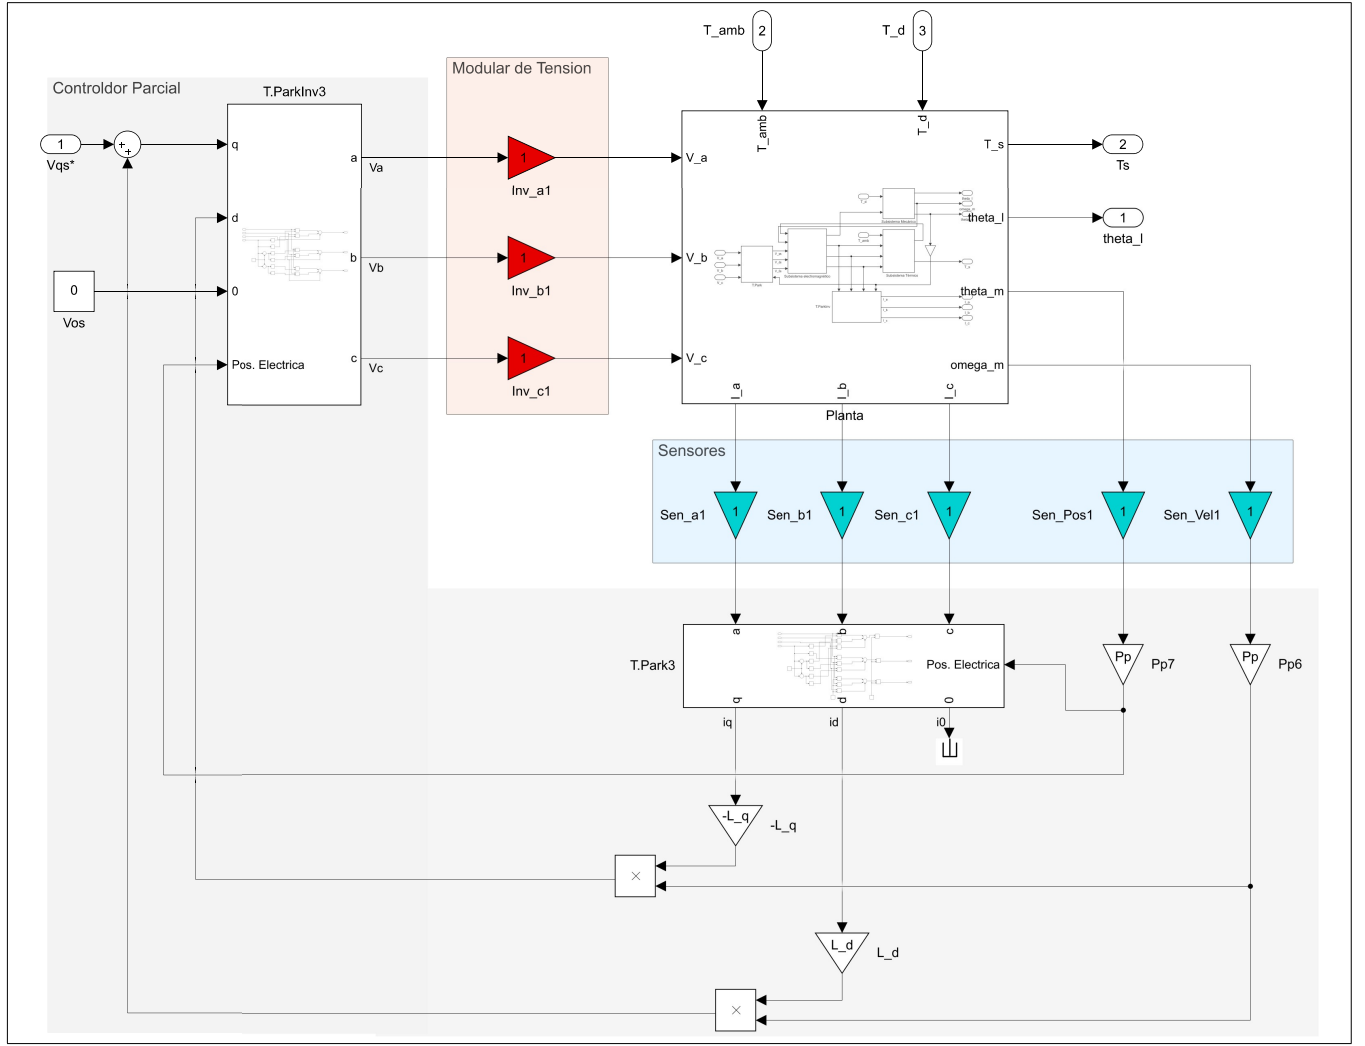 T_amb
2
T_d
3
Controldor Parcial
T.ParkInv3
Modular de Tension
1
Vqs*
+
+
q
d
0
Pos. Electrica
a
b
c
0
Vos
Va
Vb
Vc
1
Inv_a1
1
Inv_b1
1
Inv_c1
T_amb
T_d
V_a
V_b
V_c
T_s
theta_l
theta_m
omega_m
I_a
I_b
I_c
Planta
2
Ts
1
theta_l
Sensores
Sen_a1
1
Sen_b1
1
Sen_c1
1
Sen_Pos1
1
Sen_Vel1
1
T.Park3
a
b
c
Pos. Electrica
q
d
0
Pp
Pp7
Pp
Pp6
iq
id
i0
-L_q
-L_q
×
L_d
L_d
×